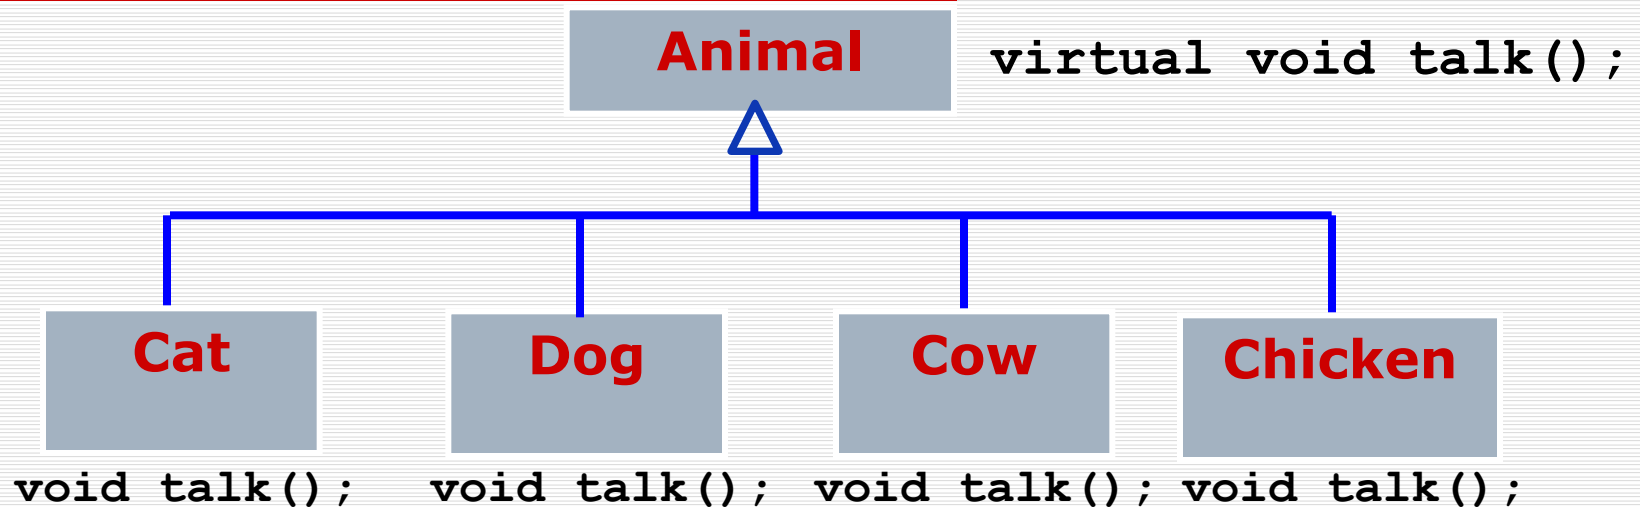 Animal virtual void talk();
Cat Dog Cow Chicken
void talk(); void talk(); void talk(); void talk();